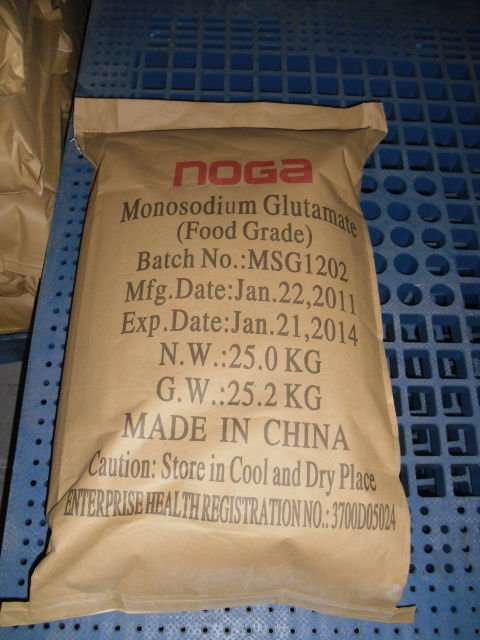 noga
Monosodium Glutamate
(Food Grade)
Batch No.:MSG1202
Mfg.Date:Jan.22,2011
Exp.Date:Jan.21,2014
N.W.:25.0 KG
G.W.:25.2 KG
MADE IN CHINA
Caution: Store in Cool and Dry Place
ENTERPRISE HEALTH REGISTRATION NO.: 3700D05024